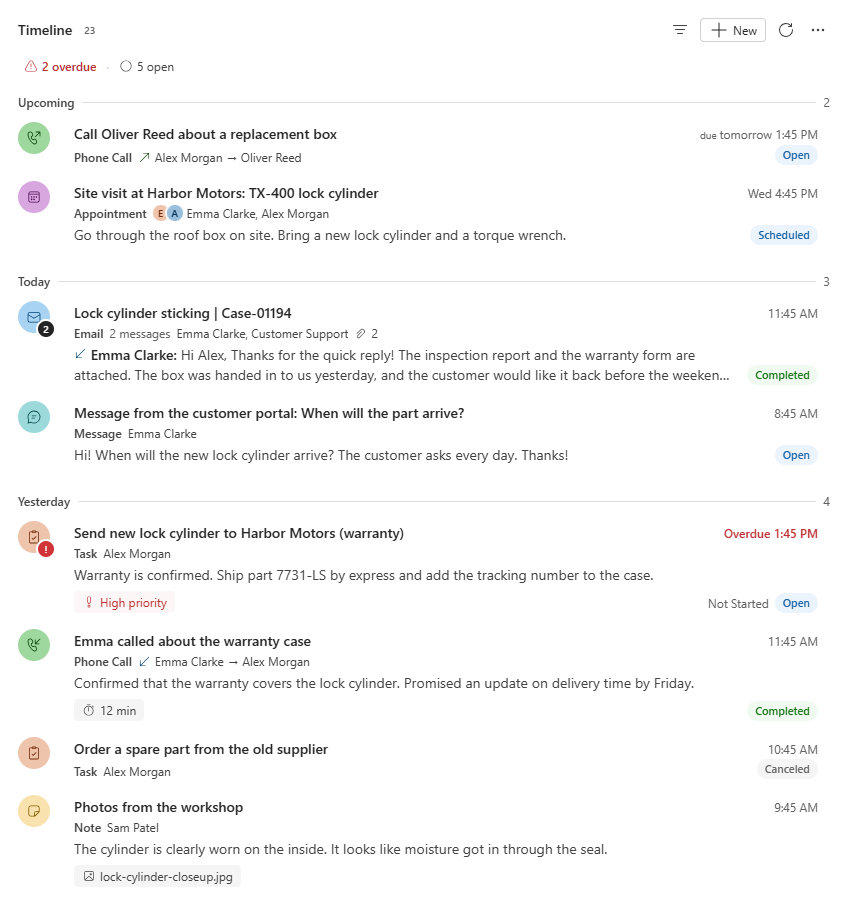 Timeline 23
New
2 overdue · 5 open
Upcoming 2
Call Oliver Reed about a replacement box due tomorrow 1:45 PM
Phone Call Alex Morgan → Oliver Reed Open
Site visit at Harbor Motors: TX-400 lock cylinder Wed 4:45 PM
Appointment E A Emma Clarke, Alex Morgan
Go through the roof box on site. Bring a new lock cylinder and a torque wrench. Scheduled
Today 3
Lock cylinder sticking | Case-01194 11:45 AM
2
Email 2 messages Emma Clarke, Customer Support 2
Emma Clarke: Hi Alex, Thanks for the quick reply! The inspection report and the warranty form are
attached. The box was handed in to us yesterday, and the customer would like it back before the weeken... Completed
Message from the customer portal: When will the part arrive? 8:45 AM
Message Emma Clarke
Hi! When will the new lock cylinder arrive? The customer asks every day. Thanks! Open
Yesterday 4
Send new lock cylinder to Harbor Motors (warranty) Overdue 1:45 PM
Task Alex Morgan
Warranty is confirmed. Ship part 7731-LS by express and add the tracking number to the case.
High priority Not Started Open
Emma called about the warranty case 11:45 AM
Phone Call Emma Clarke → Alex Morgan
Confirmed that the warranty covers the lock cylinder. Promised an update on delivery time by Friday.
12 min Completed
Order a spare part from the old supplier 10:45 AM
Task Alex Morgan Canceled
Photos from the workshop 9:45 AM
Note Sam Patel
The cylinder is clearly worn on the inside. It looks like moisture got in through the seal.
lock-cylinder-closeup.jpg